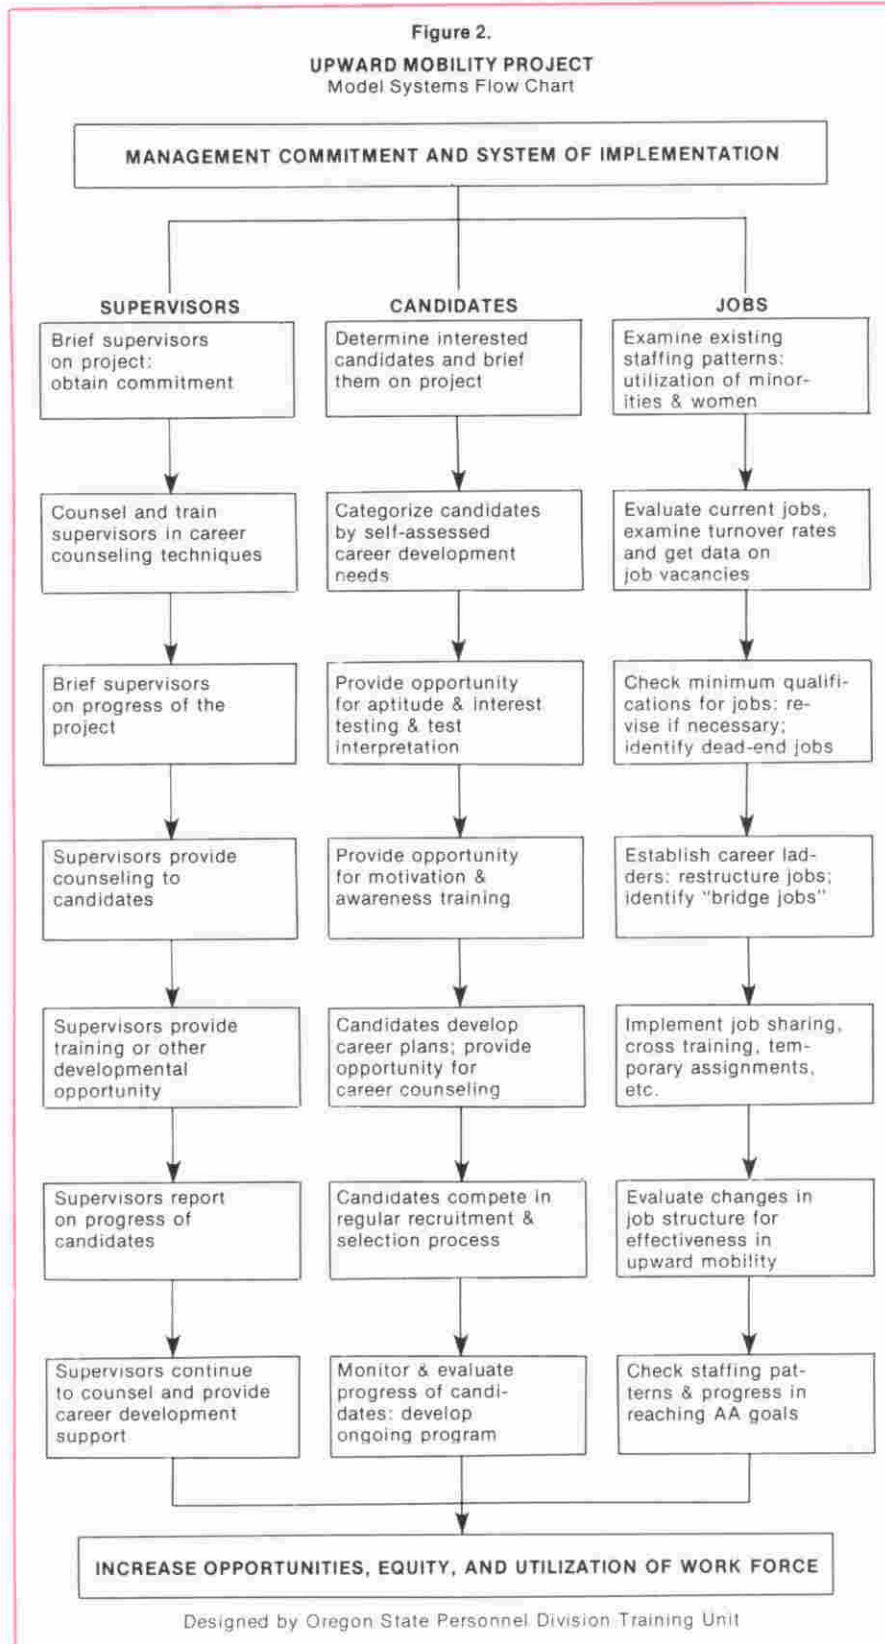 Figure 2.
UPWARD MOBILITY PROJECT
Model Systems Flow Chart
MANAGEMENT COMMITMENT AND SYSTEM OF IMPLEMENTATION
SUPERVISORS
Brief supervisors
on project:
obtain commitment
Counsel and train
supervisors in career
counseling techniques
Brief supervisors
on progress of the
project
Supervisors provide
counseling to
candidates
Supervisors provide
training or other
developmental
opportunity
Supervisors report
on progress of
candidates
Supervisors continue
to counsel and provide
career development
support
CANDIDATES
Determine interested
candidates and brief
them on project
Categorize candidates
by self-assessed
career development
needs
Provide opportunity
for aptitude & interest
testing & test
interpretation
Provide opportunity
for motivation &
awareness training
Candidates develop
career plans; provide
opportunity for
career counseling
Candidates compete in
regular recruitment &
selection process
Monitor & evaluate
progress of candi-
dates: develop
ongoing program
JOBS
Examine existing
staffing patterns:
utilization of minor-
ities & women
Evaluate current jobs,
examine turnover rates
and get data on
job vacancies
Check minimum qualifi-
cations for jobs: re-
vise if necessary;
identify dead-end jobs
Establish career lad-
ders: restructure jobs;
identify "bridge jobs"
Implement job sharing,
cross training, tem-
porary assignments,
etc.
Evaluate changes in
job structure for
effectiveness in
upward mobility
Check staffing pat-
terns & progress in
reaching AA goals
INCREASE OPPORTUNITIES, EQUITY, AND UTILIZATION OF WORK FORCE
Designed by Oregon State Personnel Division Training Unit